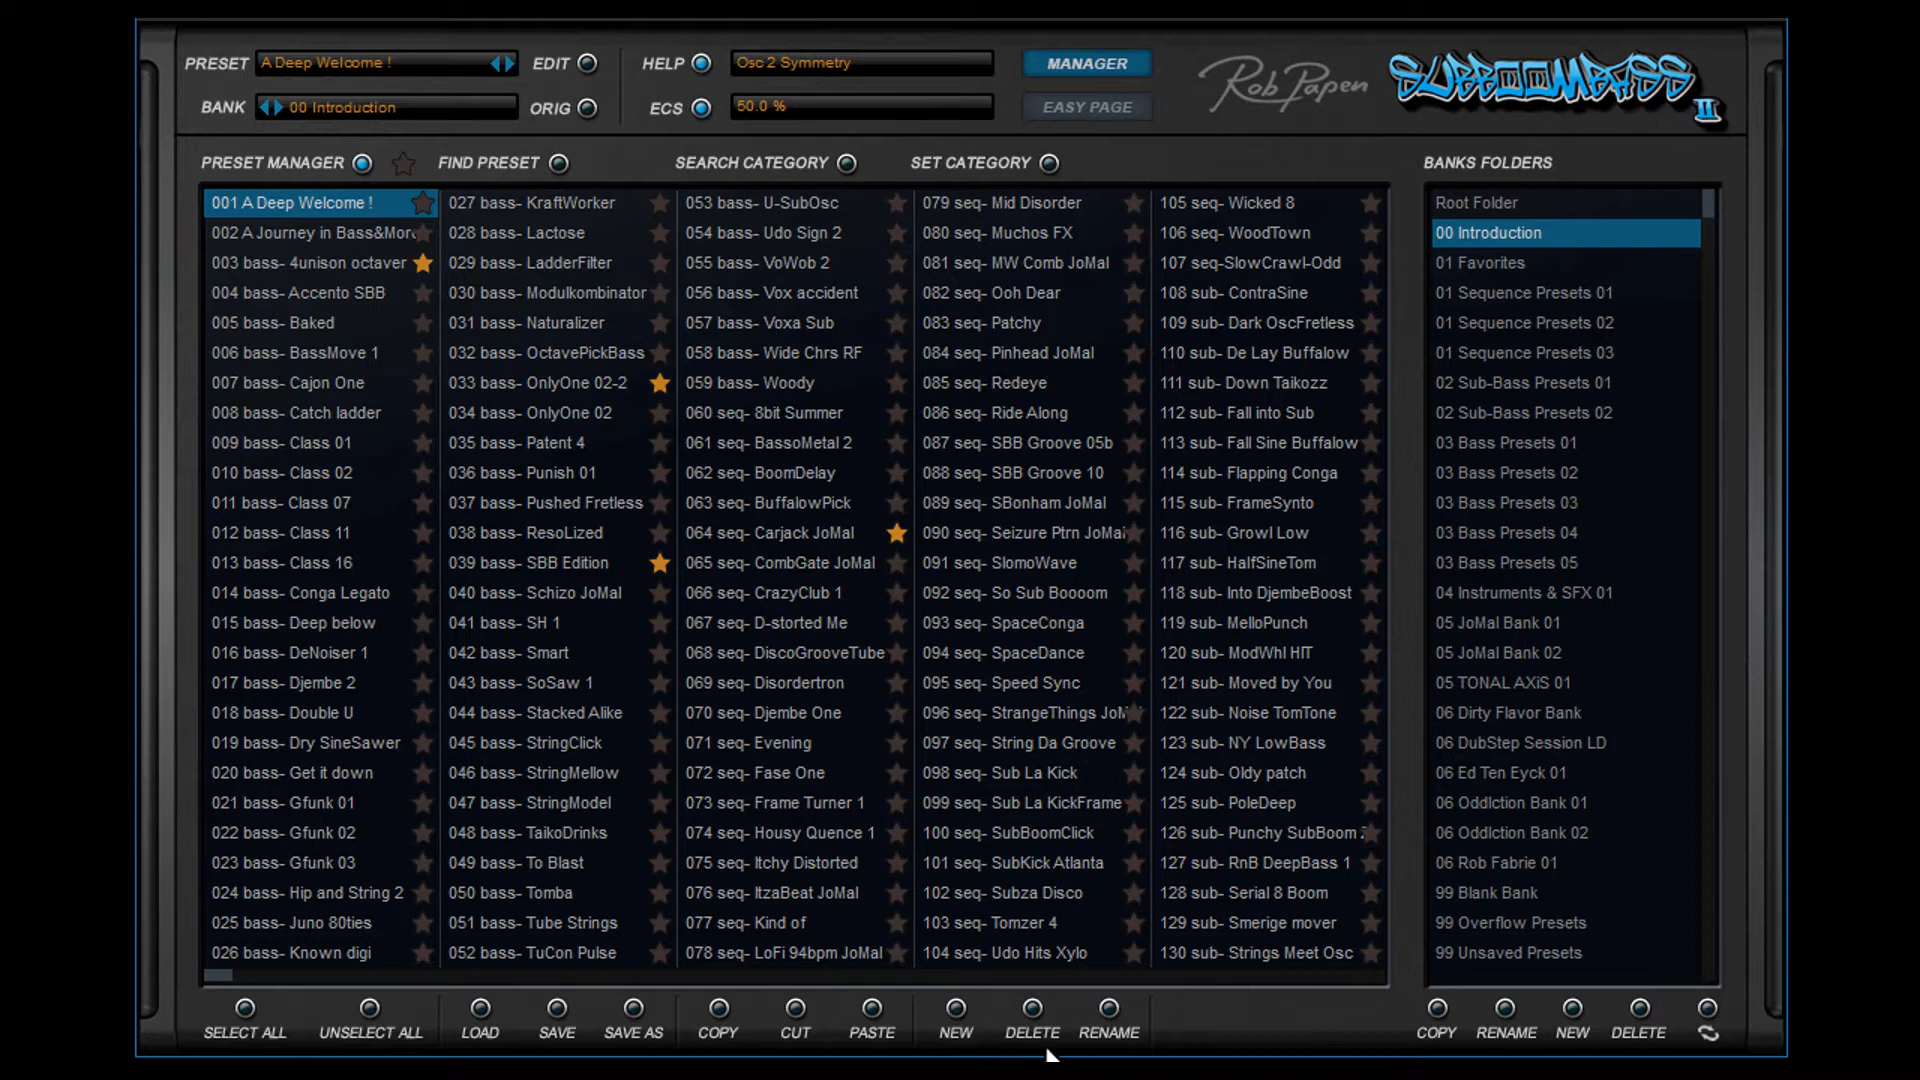 PRESET A Deep Welcome ! EDIT HELP Osc 2 Symmetry MANAGER Rob Papen SUBBOOMBASS II
BANK 00 Introduction ORIG ECS 50.0 % EASY PAGE
PRESET MANAGER FIND PRESET SEARCH CATEGORY SET CATEGORY BANKS FOLDERS
001 A Deep Welcome !
002 A Journey in Bass&More
003 bass- 4unison octaver
004 bass- Accento SBB
005 bass- Baked
006 bass- BassMove 1
007 bass- Cajon One
008 bass- Catch ladder
009 bass- Class 01
010 bass- Class 02
011 bass- Class 07
012 bass- Class 11
013 bass- Class 16
014 bass- Conga Legato
015 bass- Deep below
016 bass- DeNoiser 1
017 bass- Djembe 2
018 bass- Double U
019 bass- Dry SineSawer
020 bass- Get it down
021 bass- Gfunk 01
022 bass- Gfunk 02
023 bass- Gfunk 03
024 bass- Hip and String 2
025 bass- Juno 80ties
026 bass- Known digi
027 bass- KraftWorker
028 bass- Lactose
029 bass- LadderFilter
030 bass- Modulkombinator
031 bass- Naturalizer
032 bass- OctavePickBass
033 bass- OnlyOne 02-2
034 bass- OnlyOne 02
035 bass- Patent 4
036 bass- Punish 01
037 bass- Pushed Fretless
038 bass- ResoLized
039 bass- SBB Edition
040 bass- Schizo JoMal
041 bass- SH 1
042 bass- Smart
043 bass- SoSaw 1
044 bass- Stacked Alike
045 bass- StringClick
046 bass- StringMellow
047 bass- StringModel
048 bass- TaikoDrinks
049 bass- To Blast
050 bass- Tomba
051 bass- Tube Strings
052 bass- TuCon Pulse
053 bass- U-SubOsc
054 bass- Udo Sign 2
055 bass- VoWob 2
056 bass- Vox accident
057 bass- Voxa Sub
058 bass- Wide Chrs RF
059 bass- Woody
060 seq- 8bit Summer
061 seq- BassoMetal 2
062 seq- BoomDelay
063 seq- BuffalowPick
064 seq- Carjack JoMal
065 seq- CombGate JoMal
066 seq- CrazyClub 1
067 seq- D-storted Me
068 seq- DiscoGrooveTube
069 seq- Disordertron
070 seq- Djembe One
071 seq- Evening
072 seq- Fase One
073 seq- Frame Turner 1
074 seq- Housy Quence 1
075 seq- Itchy Distorted
076 seq- ItzaBeat JoMal
077 seq- Kind of
078 seq- LoFi 94bpm JoMal
079 seq- Mid Disorder
080 seq- Muchos FX
081 seq- MW Comb JoMal
082 seq- Ooh Dear
083 seq- Patchy
084 seq- Pinhead JoMal
085 seq- Redeye
086 seq- Ride Along
087 seq- SBB Groove 05b
088 seq- SBB Groove 10
089 seq- SBonham JoMal
090 seq- Seizure Ptrn JoMal
091 seq- SlomoWave
092 seq- So Sub Boooom
093 seq- SpaceConga
094 seq- SpaceDance
095 seq- Speed Sync
096 seq- StrangeThings JoM
097 seq- String Da Groove
098 seq- Sub La Kick
099 seq- Sub La KickFrame
100 seq- SubBoomClick
101 seq- SubKick Atlanta
102 seq- Subza Disco
103 seq- Tomzer 4
104 seq- Udo Hits Xylo
105 seq- Wicked 8
106 seq- WoodTown
107 seq-SlowCrawl-Odd
108 sub- ContraSine
109 sub- Dark OscFretless
110 sub- De Lay Buffalow
111 sub- Down Taikozz
112 sub- Fall into Sub
113 sub- Fall Sine Buffalow
114 sub- Flapping Conga
115 sub- FrameSynto
116 sub- Growl Low
117 sub- HalfSineTom
118 sub- Into DjembeBoost
119 sub- MelloPunch
120 sub- ModWhl HIT
121 sub- Moved by You
122 sub- Noise TomTone
123 sub- NY LowBass
124 sub- Oldy patch
125 sub- PoleDeep
126 sub- Punchy SubBoom 2
127 sub- RnB DeepBass 1
128 sub- Serial 8 Boom
129 sub- Smerige mover
130 sub- Strings Meet Osc
Root Folder
00 Introduction
01 Favorites
01 Sequence Presets 01
01 Sequence Presets 02
01 Sequence Presets 03
02 Sub-Bass Presets 01
02 Sub-Bass Presets 02
03 Bass Presets 01
03 Bass Presets 02
03 Bass Presets 03
03 Bass Presets 04
03 Bass Presets 05
04 Instruments & SFX 01
05 JoMal Bank 01
05 JoMal Bank 02
05 TONAL AXiS 01
06 Dirty Flavor Bank
06 DubStep Session LD
06 Ed Ten Eyck 01
06 OddIction Bank 01
06 OddIction Bank 02
06 Rob Fabrie 01
99 Blank Bank
99 Overflow Presets
99 Unsaved Presets
SELECT ALL UNSELECT ALL LOAD SAVE SAVE AS COPY CUT PASTE NEW DELETE RENAME COPY RENAME NEW DELETE